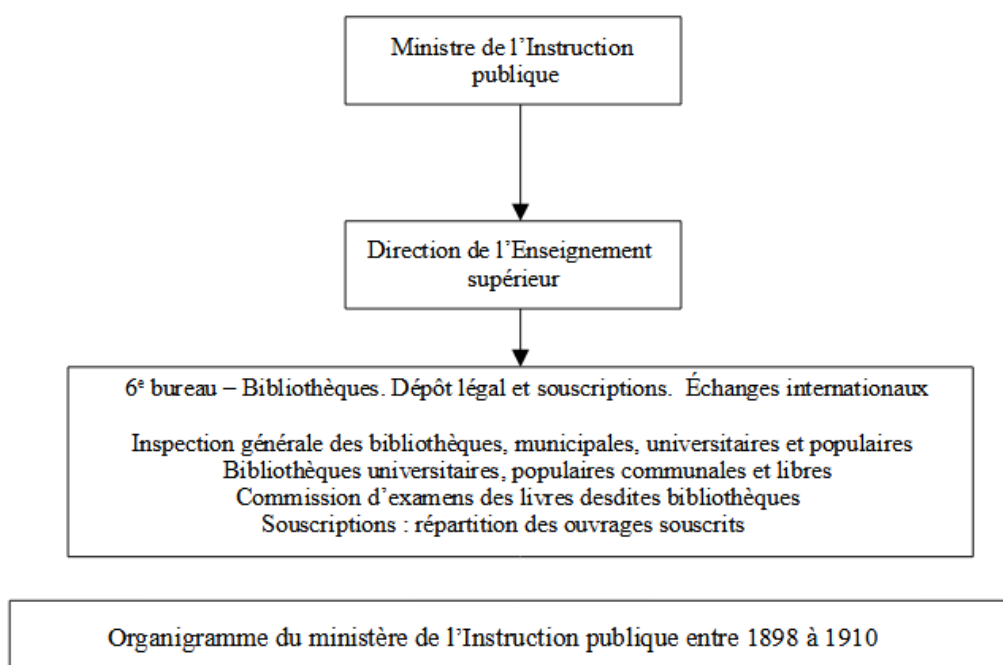 Ministre de l’Instruction
publique
Direction de l’Enseignement
supérieur
6e bureau – Bibliothèques. Dépôt légal et souscriptions. Échanges internationaux
Inspection générale des bibliothèques, municipales, universitaires et populaires
Bibliothèques universitaires, populaires communales et libres
Commission d’examens des livres desdites bibliothèques
Souscriptions : répartition des ouvrages souscrits
Organigramme du ministère de l’Instruction publique entre 1898 à 1910